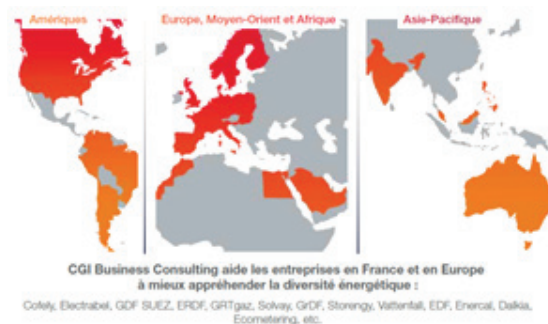 Amériques
Europe, Moyen-Orient et Afrique
Asie-Pacifique
CGI Business Consulting aide les entreprises en France et en Europe
à mieux appréhender la diversité énergétique :
Cofely, Electrabel, GDF SUEZ, ERDF, GRTgaz, Solvay, GrDF, Storengy, Vattenfall, EDF, Enercal, Dalkia,
Ecometering, etc.